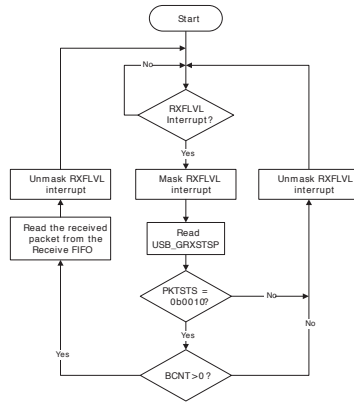 Start
No
RXFLVL
Interrupt?
Yes
Unmask RXFLVL
interrupt
Mask RXFLVL
interrupt
Unmask RXFLVL
interrupt
Read the received
packet from the
Receive FIFO
Read
USB_GRXSTSP
PKTSTS =
0b0010?
No
No
Yes
Yes
BCNT>0?